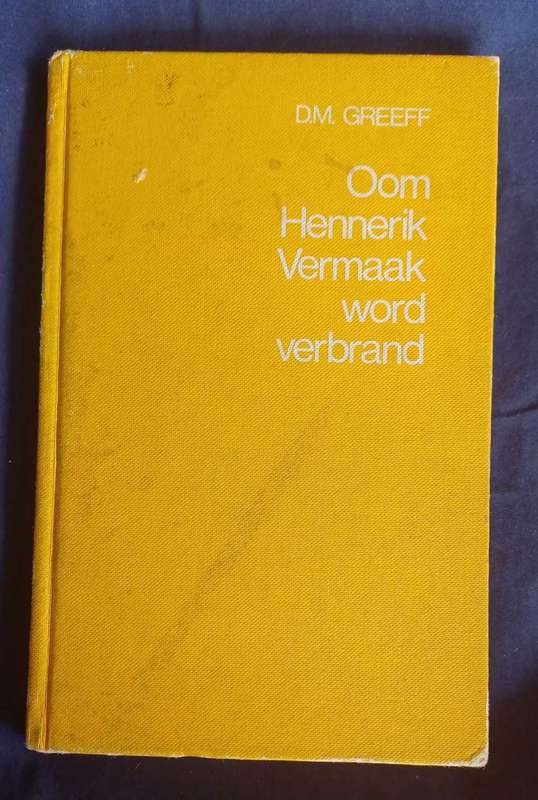 D.M. GREEFF
Oom
Hennerik
Vermaak
word
verbrand